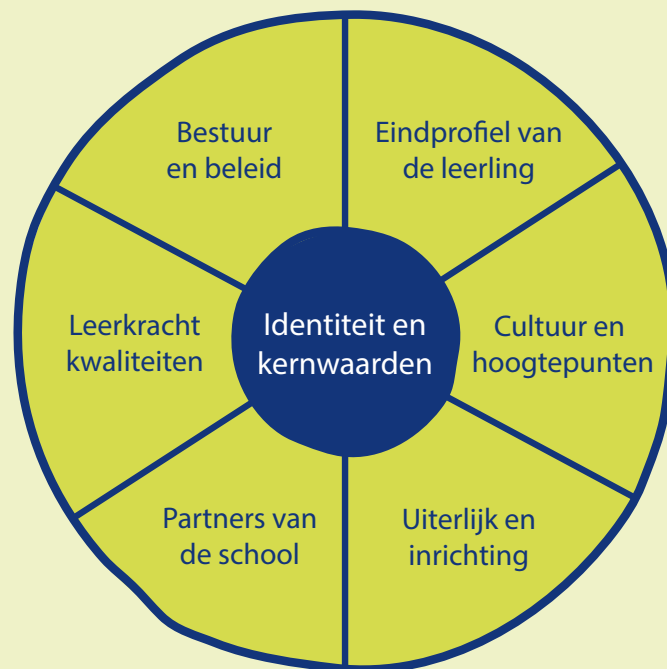 Bestuur
en beleid
Eindprofiel van
de leerling
Leerkracht
kwaliteiten
Identiteit en
kernwaarden
Cultuur en
hoogtepunten
Partners van
de school
Uiterlijk en
inrichting